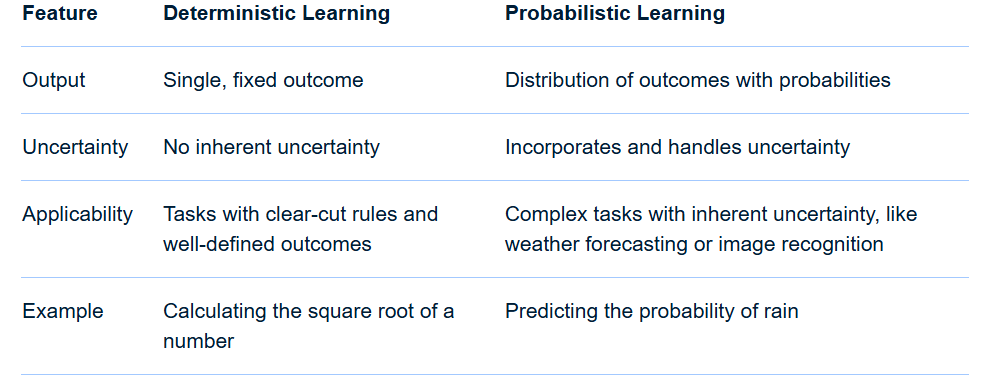 Feature Deterministic Learning Probabilistic Learning
Output Single, fixed outcome Distribution of outcomes with probabilities
Uncertainty No inherent uncertainty Incorporates and handles uncertainty
Applicability Tasks with clear-cut rules and Complex tasks with inherent uncertainty, like
well-defined outcomes weather forecasting or image recognition
Example Calculating the square root of a Predicting the probability of rain
number